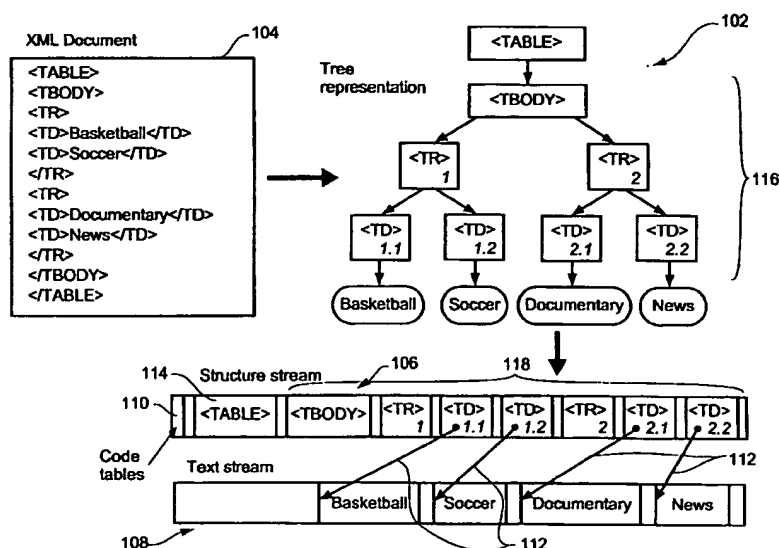 XML Document
104
<TABLE>
<TBODY>
<TR>
<TD>Basketball</TD>
<TD>Soccer</TD>
</TR>
<TR>
<TD>Documentary</TD>
<TD>News</TD>
</TR>
</TBODY>
</TABLE>
Tree
representation
102
<TABLE>
<TBODY>
<TR>
1
<TR>
2
116
<TD>
1.1
<TD>
1.2
<TD>
2.1
<TD>
2.2
Basketball
Soccer
Documentary
News
114
106
118
Structure stream
110
<TABLE>
<TBODY>
<TR>
1
<TD>
1.1
<TD>
1.2
<TR>
2
<TD>
2.1
<TD>
2.2
Code
tables
Text stream
112
Basketball
Soccer
Documentary
News
108
112